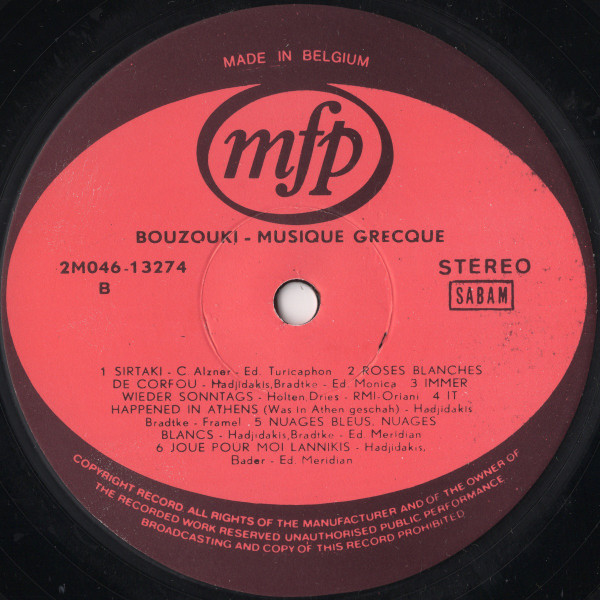 MADE IN BELGIUM
mfp
BOUZOUKI - MUSIQUE GRECQUE
2M046-13274
B
STEREO
SABAM
1 SIRTAKI - C Alzner - Ed. Turicaphon 2 ROSES BLANCHES
DE CORFOU - Hadjidakis,Bradtke - Ed. Monica 3 IMMER
WIEDER SONNTAGS - Holten,Dries - RMI-Oriani 4 IT
HAPPENED IN ATHENS (Was in Athen geschah) - Hadjidakis
Bradtke - Framel 5 NUAGES BLEUS, NUAGES
BLANCS - Hadjidakis,Bradtke - Ed. Meridian
6 JOUE POUR MOI LANNIKIS - Hadjidakis,
Bader - Ed. Meridian
COPYRIGHT RECORD ALL RIGHTS OF THE MANUFACTURER AND OF THE OWNER OF
THE RECORDED WORK RESERVED UNAUTHORISED PUBLIC PERFORMANCE
BROADCASTING AND COPY OF THIS RECORD PROHIBITED